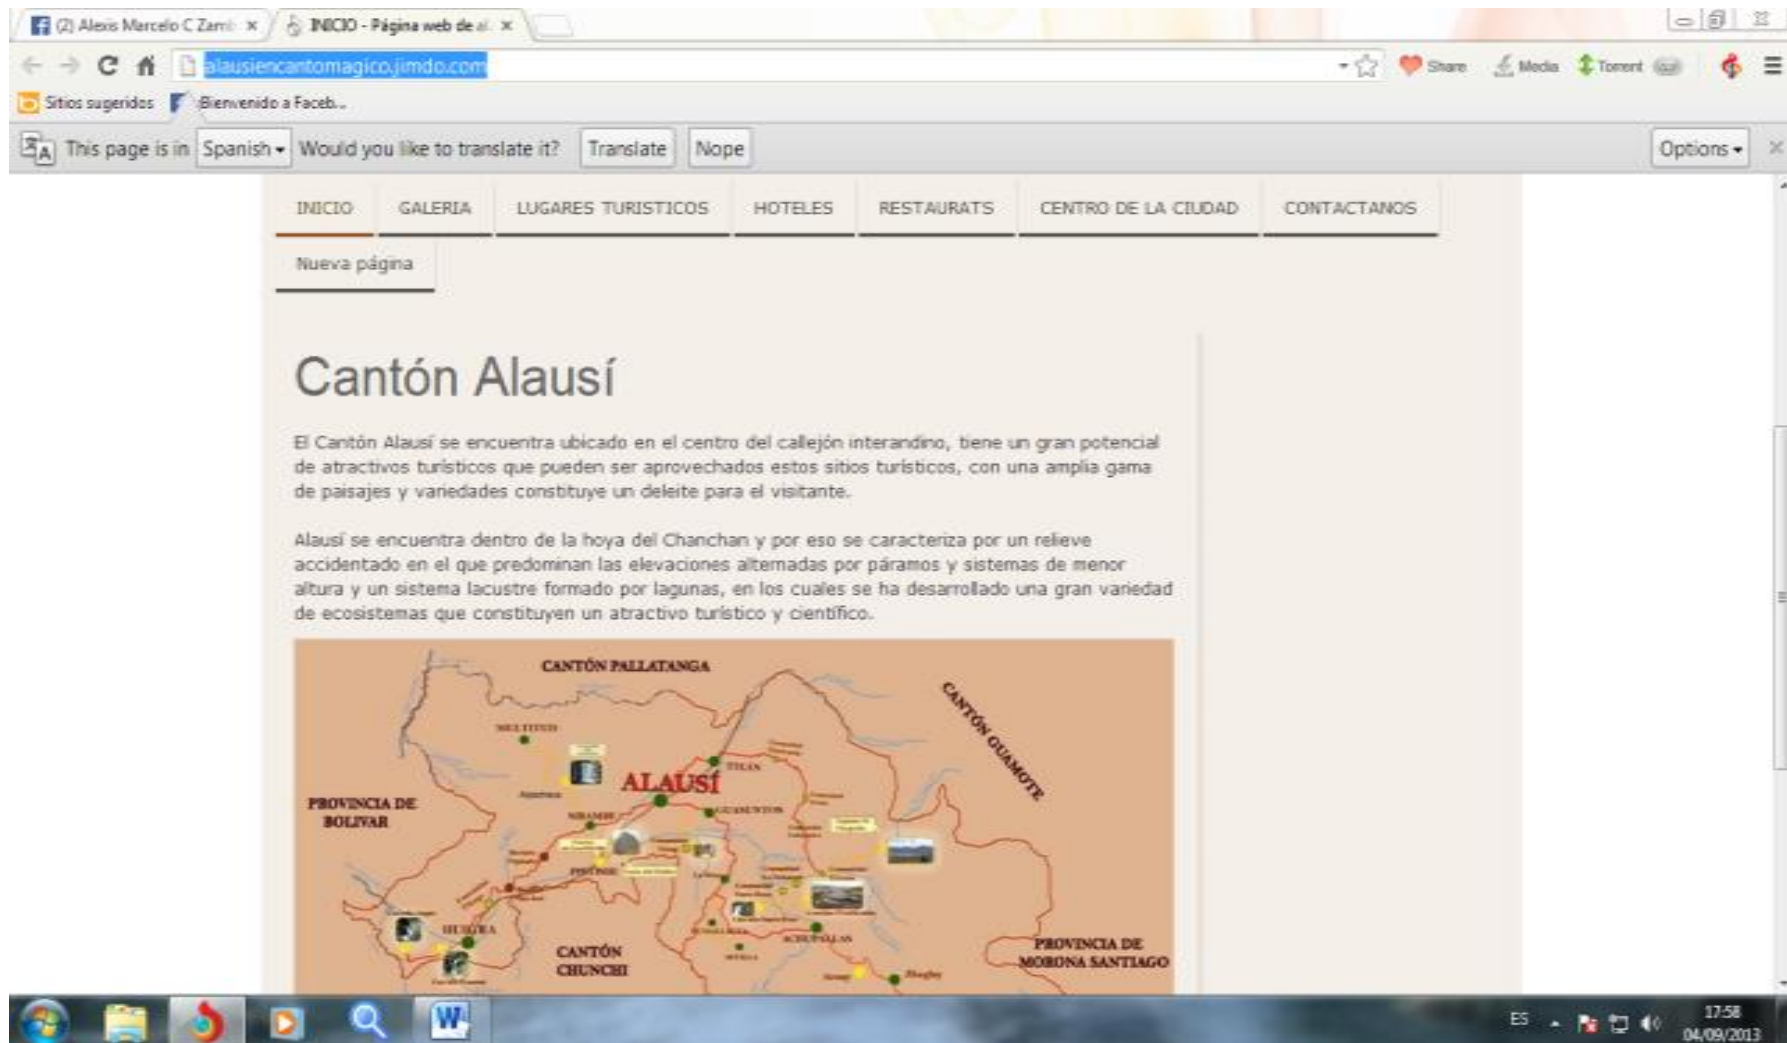 (2) Alexis Marcelo C Zamb
INICIO - Página web de al
alausiencantomagico.jimdo.com
Share
Media
Torrent
Sitios sugeridos
Bienvenido a Faceb...
This page is in Spanish Would you like to translate it? Translate Nope
Options
INICIO GALERIA LUGARES TURISTICOS HOTELES RESTAURATS CENTRO DE LA CIUDAD CONTACTANOS
Nueva página
Cantón Alausí
El Cantón Alausí se encuentra ubicado en el centro del callejón interandino, tiene un gran potencial
de atractivos turísticos que pueden ser aprovechados estos sitios turísticos, con una amplia gama
de paisajes y variedades constituye un deleite para el visitante.
Alausí se encuentra dentro de la hoya del Chanchan y por eso se caracteriza por un relieve
accidentado en el que predominan las elevaciones alternadas por páramos y sistemas de menor
altura y un sistema lacustre formado por lagunas, en los cuales se ha desarrollado una gran variedad
de ecosistemas que constituyen un atractivo turístico y científico.
CANTÓN PALLATANGA
CANTÓN GUAMOTE
MULTITUD
TIXAN
ALAUSÍ
PROVINCIA DE
BOLIVAR
GUASUNTOS
HUIGRA
ACHUPALLAS
CANTÓN
CHUNCHI
PROVINCIA DE
MORONA SANTIAGO
ES
17:58
04/09/2013